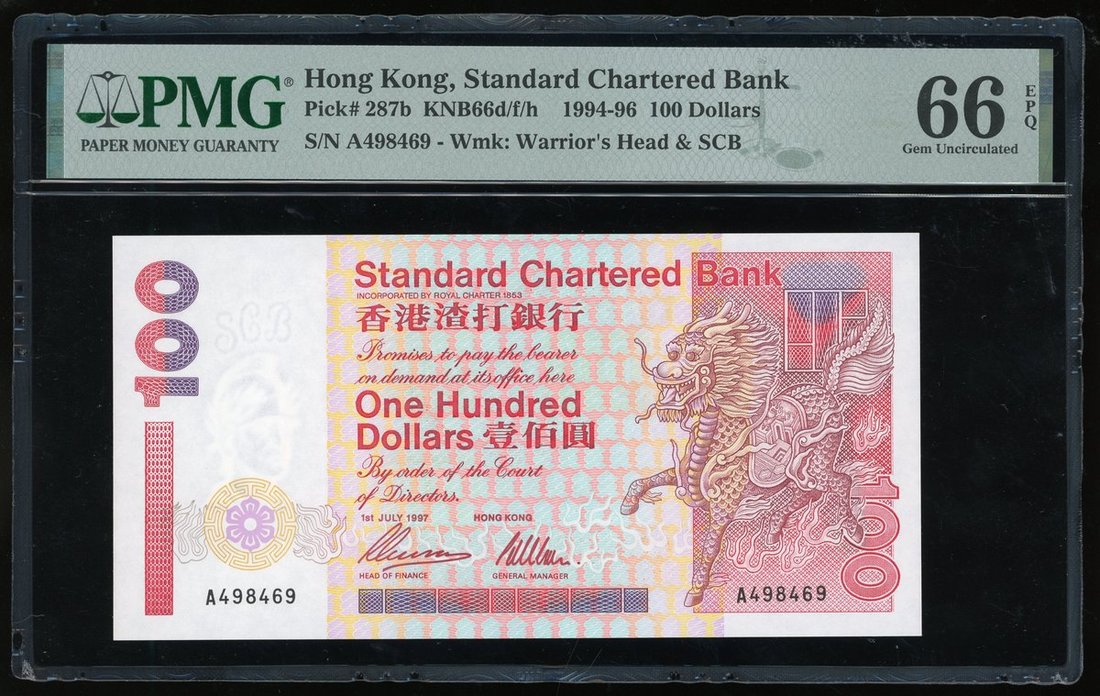 PMG®
PAPER MONEY GUARANTY
Hong Kong, Standard Chartered Bank
Pick# 287b KNB66d/f/h 1994-96 100 Dollars
S/N A498469 - Wmk: Warrior's Head & SCB
66
EPQ
Gem Uncirculated
100
SCB
Standard Chartered Bank
INCORPORATED BY ROYAL CHARTER 1853
香港渣打銀行
Promises to pay the bearer
on demand at its office here
One Hundred
Dollars 壹佰圓
By order of the Court
of Directors.
1st JULY 1997 HONG KONG
HEAD OF FINANCE GENERAL MANAGER
A498469 A498469
100